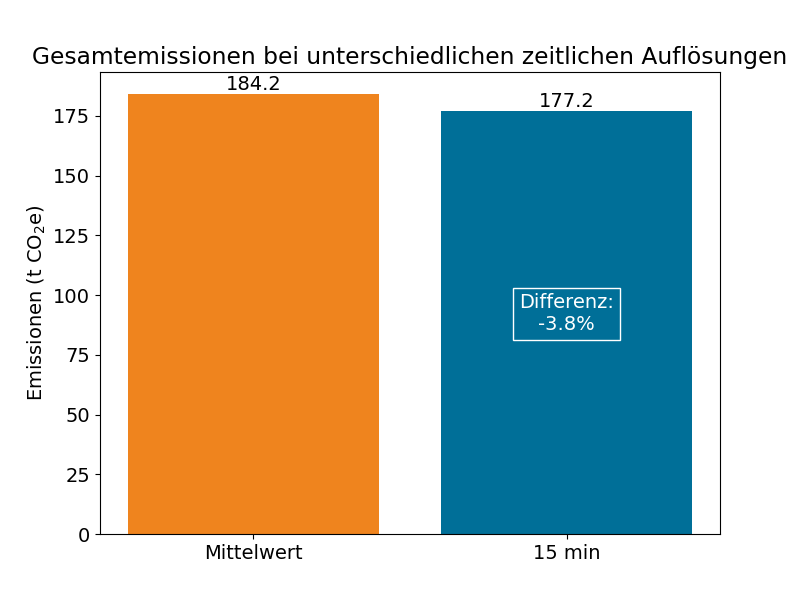 Gesamtemissionen bei unterschiedlichen zeitlichen Auflösungen
184.2
177.2
175
150
125
100
75
50
25
0
Emissionen (t CO₂e)
Differenz:
-3.8%
Mittelwert
15 min